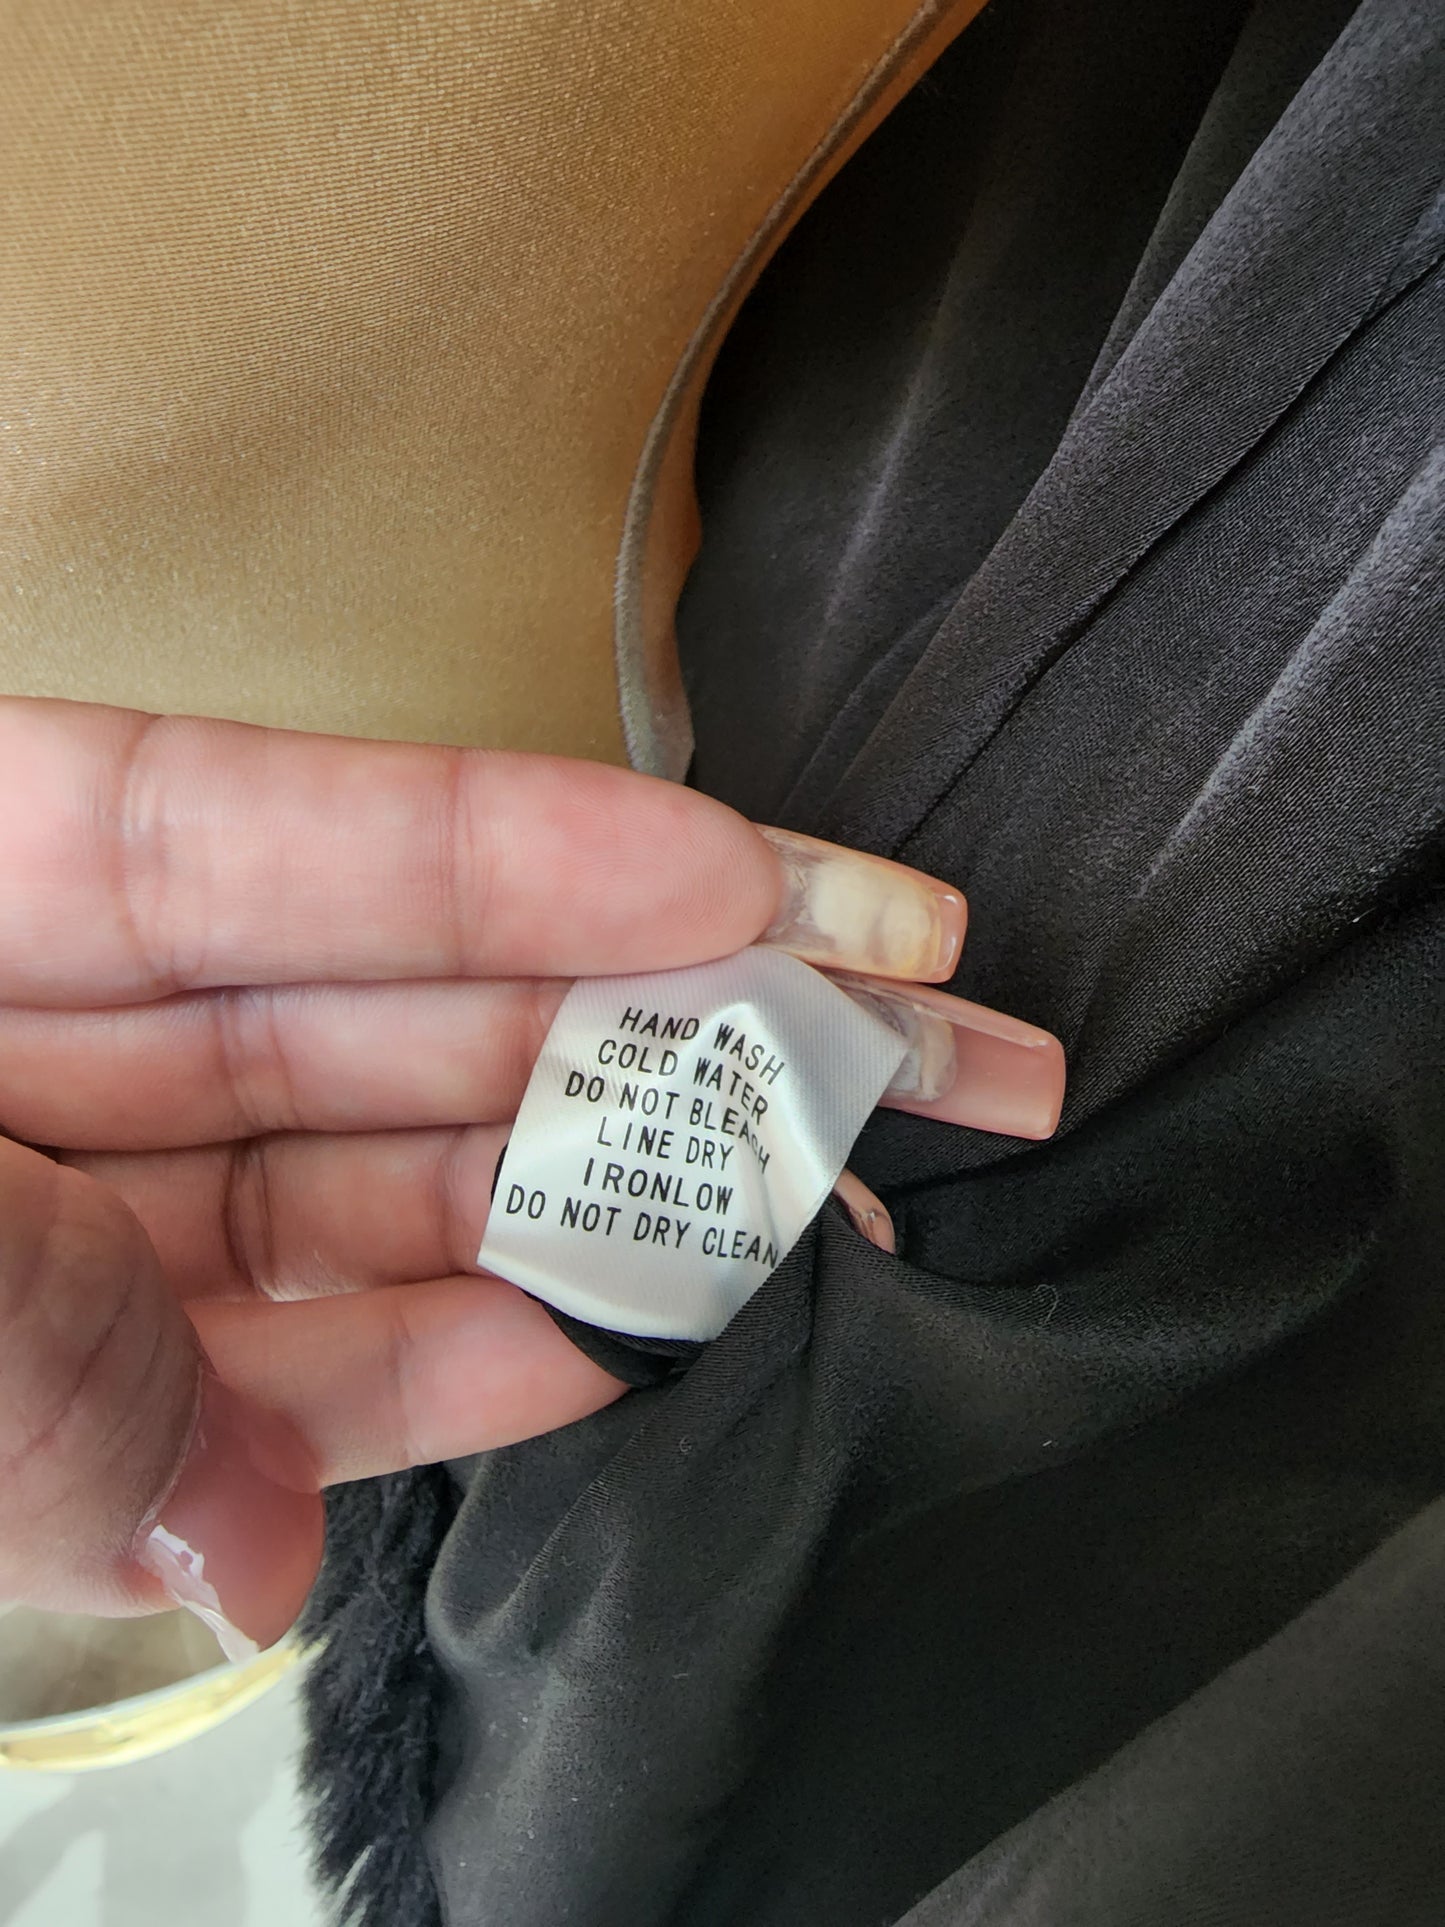 HAND WASH
COLD WATER
DO NOT BLEACH
LINE DRY
IRONLOW
DO NOT DRY CLEAN